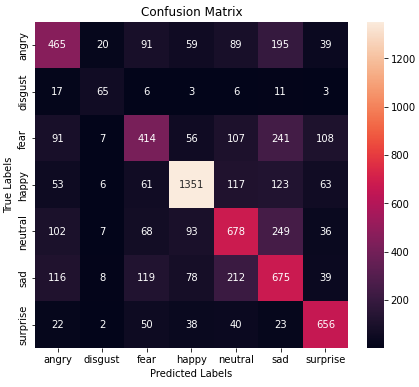 Confusion Matrix
angry 465 20 91 59 89 195 39
disgust 17 65 6 3 6 11 3
fear 91 7 414 56 107 241 108
happy 53 6 61 1351 117 123 63
neutral 102 7 68 93 678 249 36
sad 116 8 119 78 212 675 39
surprise 22 2 50 38 40 23 656
angry disgust fear happy neutral sad surprise
True Labels
Predicted Labels
1200
1000
800
600
400
200